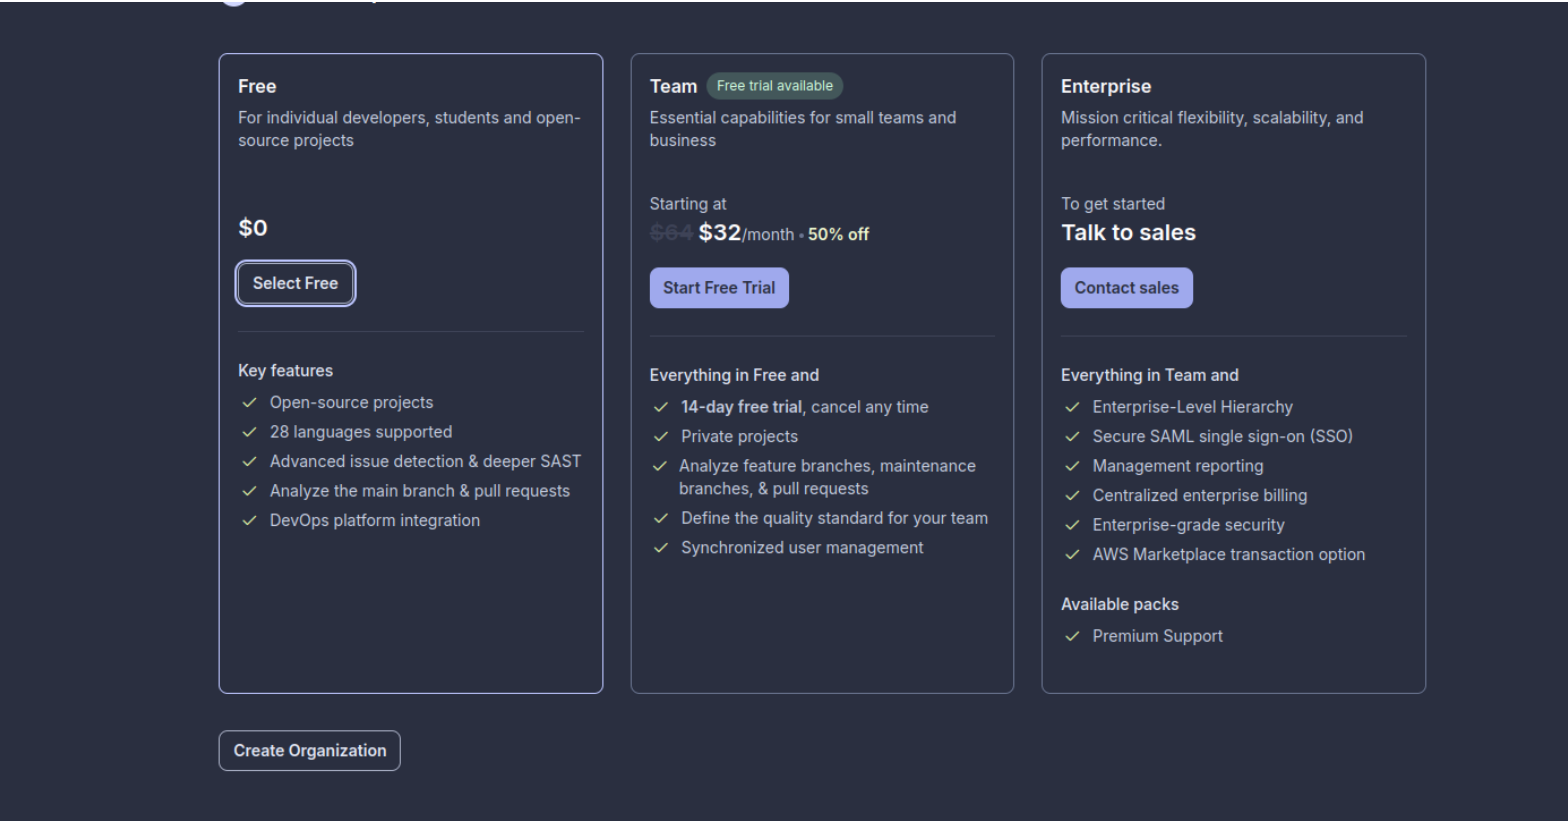 Free
For individual developers, students and open-
source projects
$0
Select Free
Key features
Open-source projects
28 languages supported
Advanced issue detection & deeper SAST
Analyze the main branch & pull requests
DevOps platform integration
Team Free trial available
Essential capabilities for small teams and
business
Starting at
$64 $32/month • 50% off
Start Free Trial
Everything in Free and
14-day free trial, cancel any time
Private projects
Analyze feature branches, maintenance
branches, & pull requests
Define the quality standard for your team
Synchronized user management
Enterprise
Mission critical flexibility, scalability, and
performance.
To get started
Talk to sales
Contact sales
Everything in Team and
Enterprise-Level Hierarchy
Secure SAML single sign-on (SSO)
Management reporting
Centralized enterprise billing
Enterprise-grade security
AWS Marketplace transaction option
Available packs
Premium Support
Create Organization